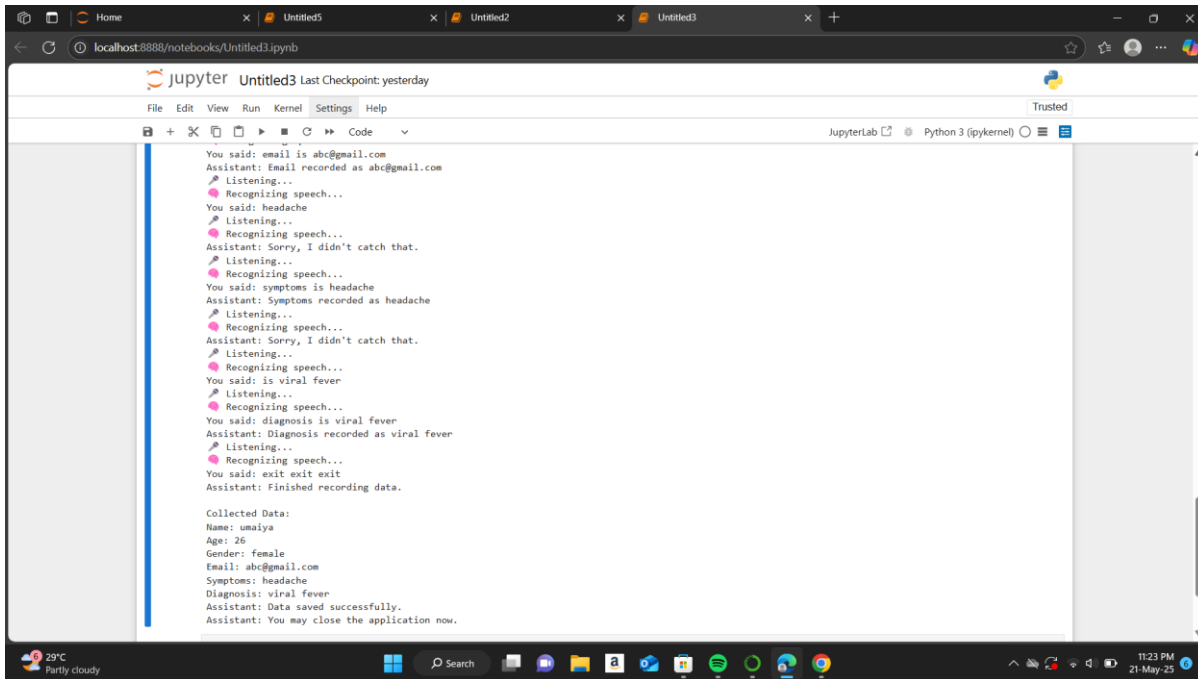 Home
Untitled5
Untitled2
Untitled3
localhost:8888/notebooks/Untitled3.ipynb
jupyter Untitled3 Last Checkpoint: yesterday
File Edit View Run Kernel Settings Help
Trusted
Code
JupyterLab
Python 3 (ipykernel)
You said: email is abc@gmail.com
Assistant: Email recorded as abc@gmail.com
Listening...
Recognizing speech...
You said: headache
Listening...
Recognizing speech...
Assistant: Sorry, I didn't catch that.
Listening...
Recognizing speech...
You said: symptoms is headache
Assistant: Symptoms recorded as headache
Listening...
Recognizing speech...
Assistant: Sorry, I didn't catch that.
Listening...
Recognizing speech...
You said: is viral fever
Listening...
Recognizing speech...
You said: diagnosis is viral fever
Assistant: Diagnosis recorded as viral fever
Listening...
Recognizing speech...
You said: exit exit exit
Assistant: Finished recording data.
Collected Data:
Name: umaiya
Age: 26
Gender: female
Email: abc@gmail.com
Symptoms: headache
Diagnosis: viral fever
Assistant: Data saved successfully.
Assistant: You may close the application now.
6
29°C
Partly cloudy
Search
a
11:23 PM
21-May-25
6